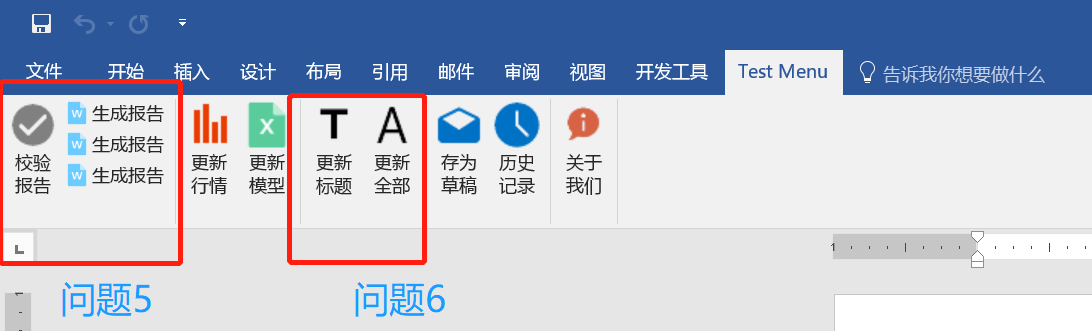 文件 开始 插入 设计 布局 引用 邮件 审阅 视图 开发工具 Test Menu 告诉我你想要做什么
校验
报告
W 生成报告
W 生成报告
W 生成报告
更新
行情
X
更新
模型
T
更新
标题
A
更新
全部
存为
草稿
历史
记录
关于
我们
L
1 1
问题5 问题6
1